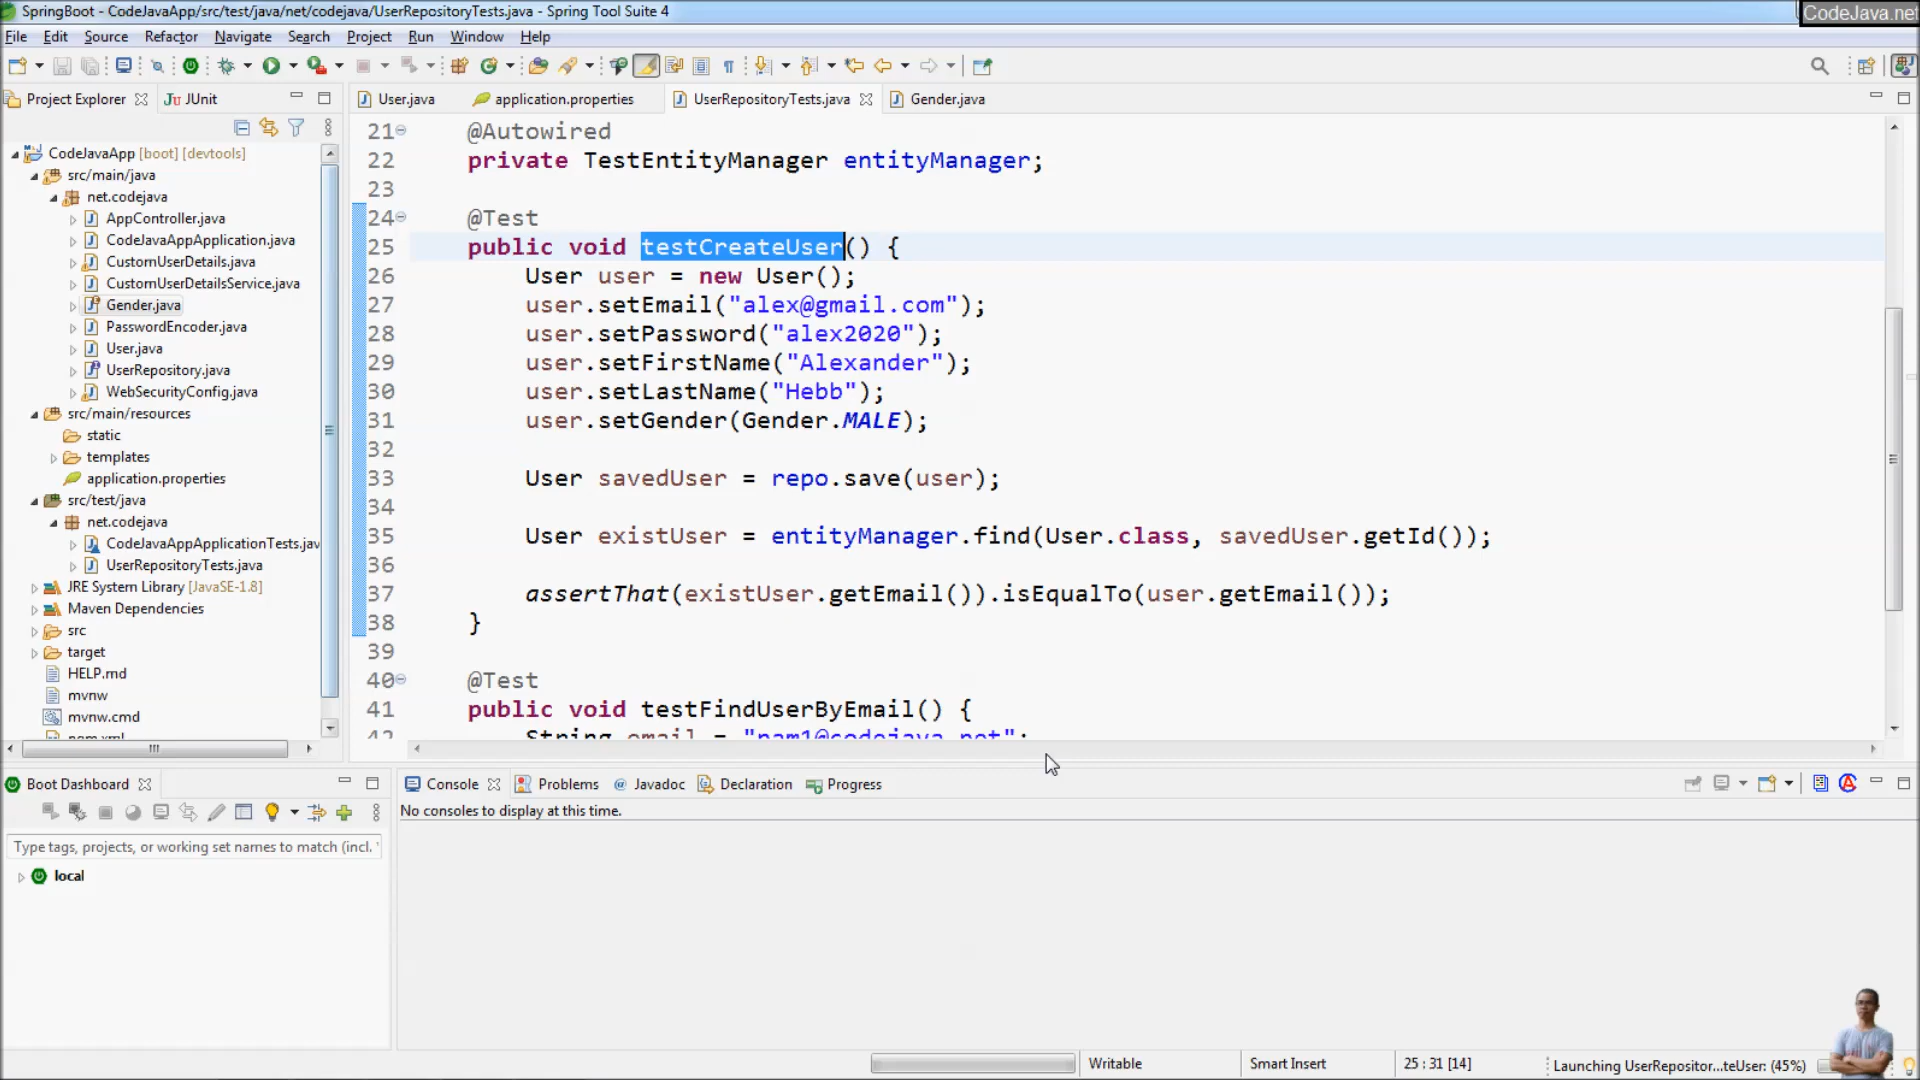 SpringBoot - CodeJavaApp/src/test/java/net/codejava/UserRepositoryTests.java - Spring Tool Suite 4
CodeJava.net
File Edit Source Refactor Navigate Search Project Run Window Help
Project Explorer JUnit
User.java application.properties UserRepositoryTests.java Gender.java
CodeJavaApp [boot] [devtools]
src/main/java
net.codejava
AppController.java
CodeJavaAppApplication.java
CustomUserDetails.java
CustomUserDetailsService.java
Gender.java
PasswordEncoder.java
User.java
UserRepository.java
WebSecurityConfig.java
src/main/resources
static
templates
application.properties
src/test/java
net.codejava
CodeJavaAppApplicationTests.jav
UserRepositoryTests.java
JRE System Library [JavaSE-1.8]
Maven Dependencies
src
target
HELP.md
mvnw
mvnw.cmd
21 @Autowired
22 private TestEntityManager entityManager;
23
24 @Test
25 public void testCreateUser() {
26 User user = new User();
27 user.setEmail("alex@gmail.com");
28 user.setPassword("alex2020");
29 user.setFirstName("Alexander");
30 user.setLastName("Hebb");
31 user.setGender(Gender.MALE);
32
33 User savedUser = repo.save(user);
34
35 User existUser = entityManager.find(User.class, savedUser.getId());
36
37 assertThat(existUser.getEmail()).isEqualTo(user.getEmail());
38 }
39
40 @Test
41 public void testFindUserByEmail() {
42 String email = "nam1@codejava.net";
Boot Dashboard
Type tags, projects, or working set names to match (incl.
local
Console Problems Javadoc Declaration Progress
No consoles to display at this time.
Writable Smart Insert 25 : 31 [14] Launching UserRepositor...teUser: (45%)